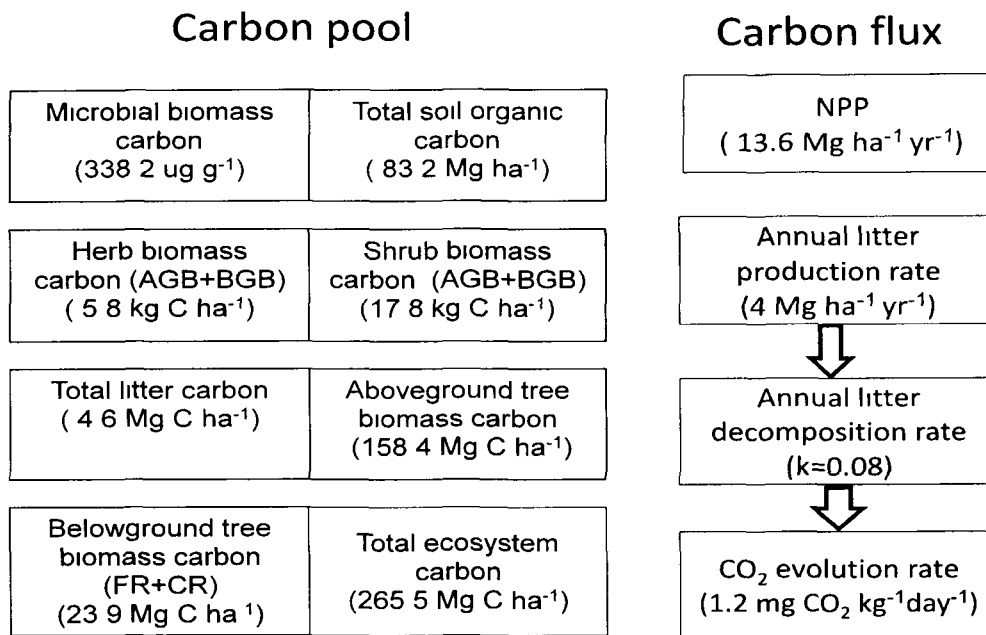 Carbon pool
Microbial biomass
carbon
(338 2 ug g⁻¹)
Total soil organic
carbon
( 83 2 Mg ha⁻¹)
Herb biomass
carbon (AGB+BGB)
( 5 8 kg C ha⁻¹)
Shrub biomass
carbon (AGB+BGB)
(17 8 kg C ha⁻¹)
Total litter carbon
( 4 6 Mg C ha⁻¹)
Aboveground tree
biomass carbon
(158 4 Mg C ha⁻¹)
Belowground tree
biomass carbon
(FR+CR)
(23 9 Mg C ha ¹)
Total ecosystem
carbon
(265 5 Mg C ha⁻¹)
Carbon flux
NPP
( 13.6 Mg ha⁻¹ yr⁻¹)
Annual litter
production rate
(4 Mg ha⁻¹ yr⁻¹)
Annual litter
decomposition rate
(k=0.08)
CO₂ evolution rate
(1.2 mg CO₂ kg⁻¹day⁻¹)